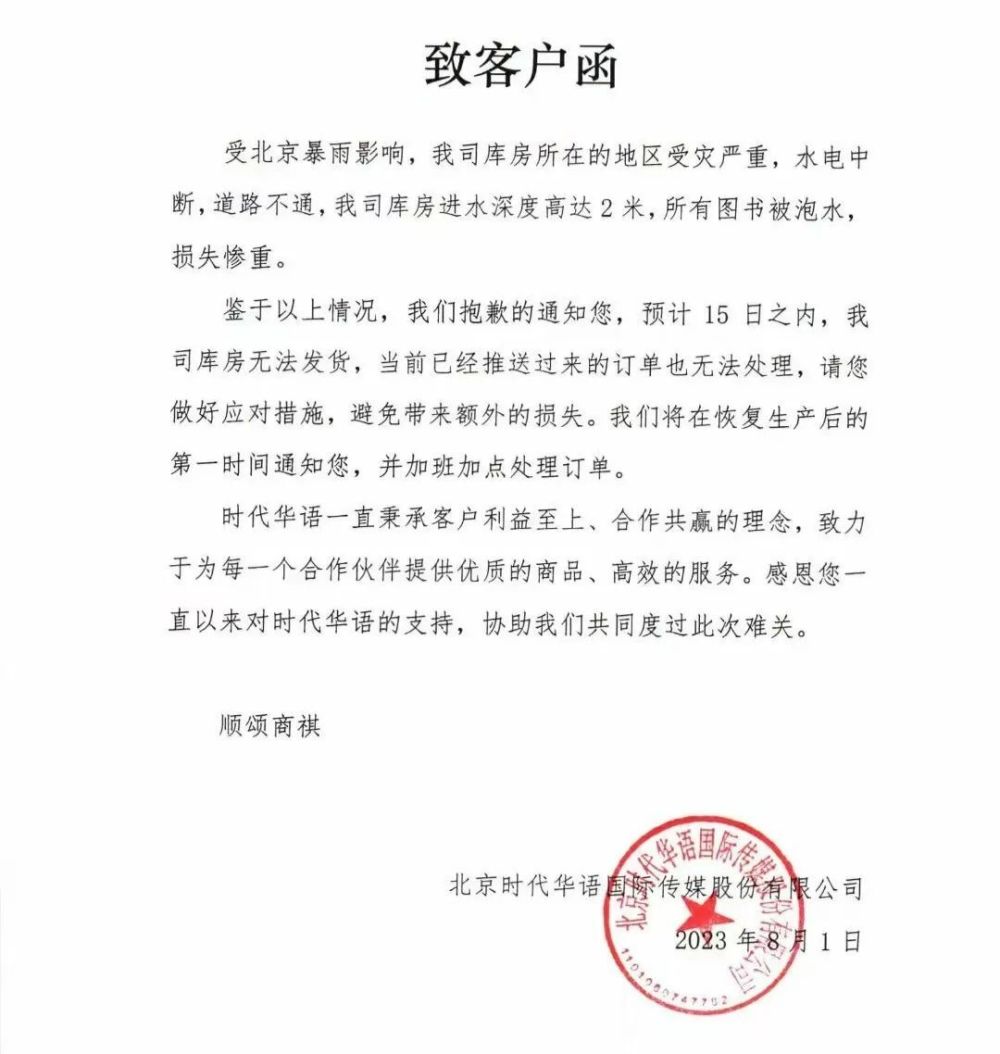 致客户函
受北京暴雨影响，我司库房所在的地区受灾严重，水电中
断，道路不通，我司库房进水深度高达 2 米，所有图书被泡水，
损失惨重。
鉴于以上情况，我们抱歉的通知您，预计 15 日之内，我
司库房无法发货，当前已经推送过来的订单也无法处理，请您
做好应对措施，避免带来额外的损失。我们将在恢复生产后的
第一时间通知您，并加班加点处理订单。
时代华语一直秉承客户利益至上、合作共赢的理念，致力
于为每一个合作伙伴提供优质的商品、高效的服务。感恩您一
直以来对时代华语的支持，协助我们共同度过此次难关。
顺颂商祺
北京时代华语国际传媒股份有限公司
2023 年 8 月 1 日
北京时代华语国际传媒股份有限公司